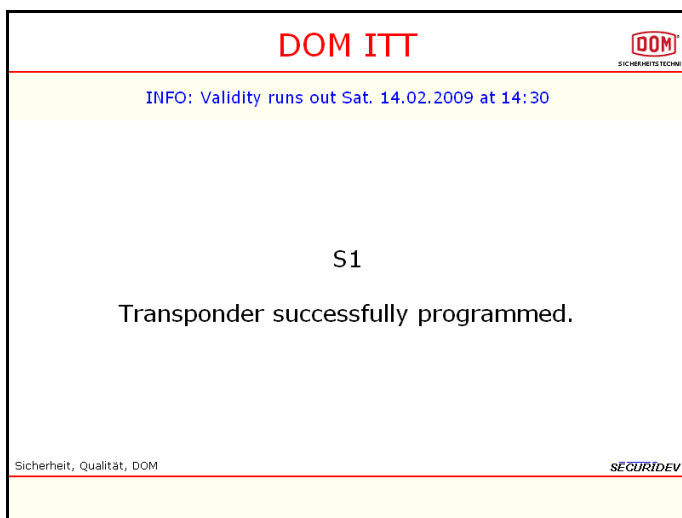 DOM ITT
DOM
SICHERHEITSTECHNI
INFO: Validity runs out Sat. 14.02.2009 at 14:30
S1
Transponder successfully programmed.
Sicherheit, Qualität, DOM
SECURIDEV